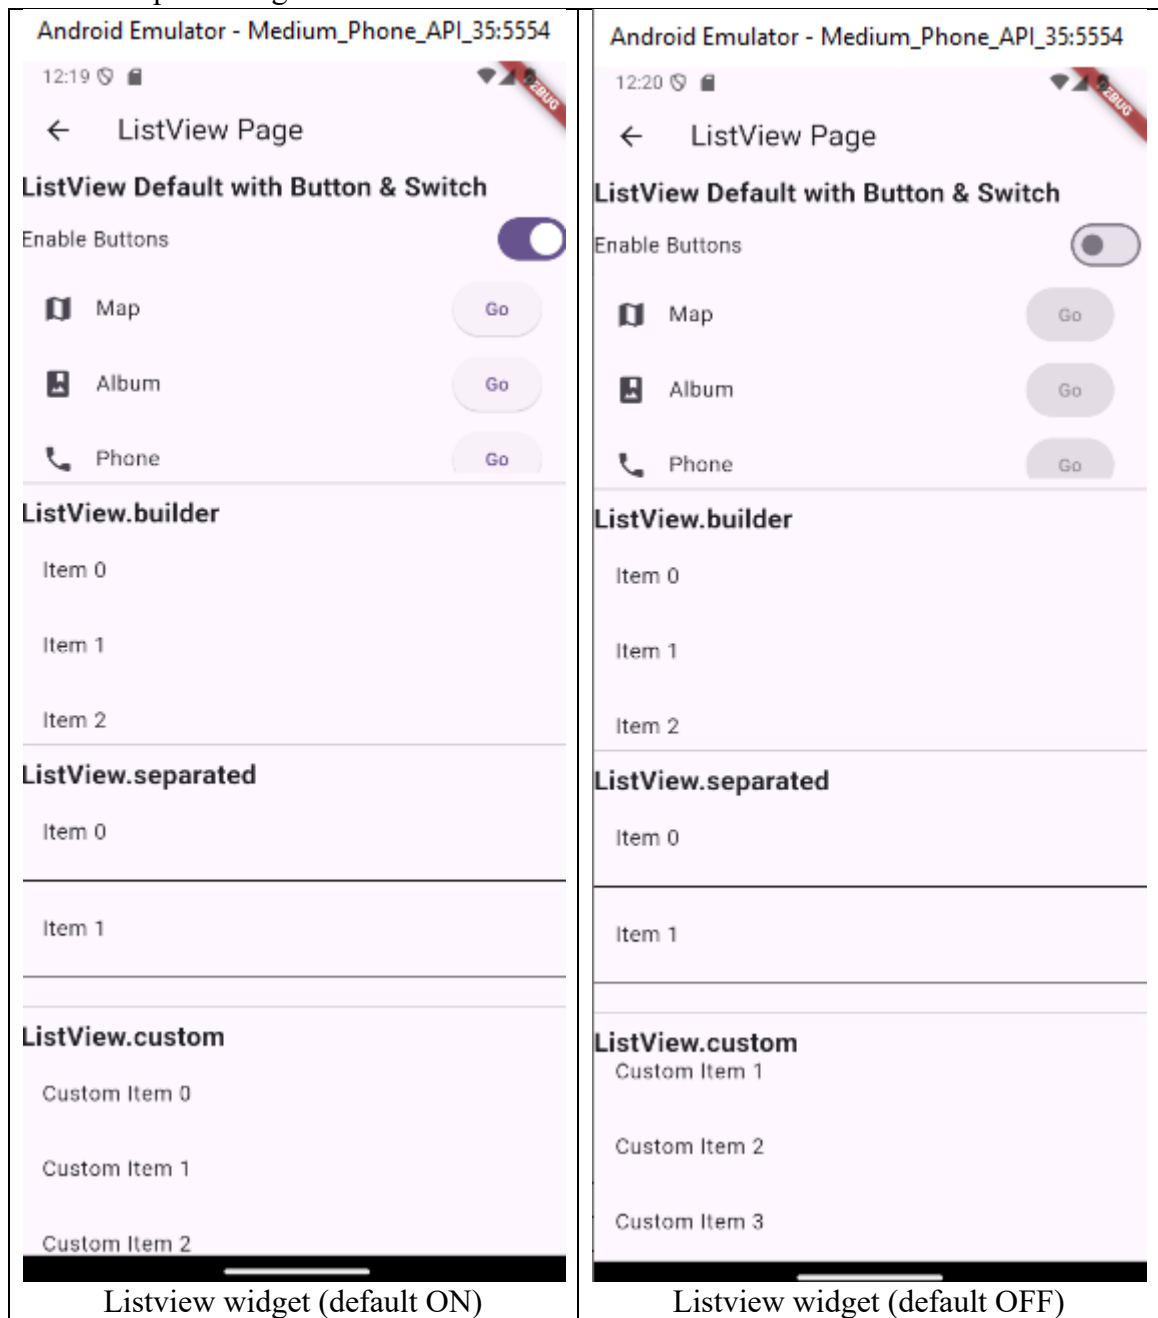 Android Emulator - Medium_Phone_API_35:5554
12:19
DEBUG
ListView Page
ListView Default with Button & Switch
Enable Buttons
Map Go
Album Go
Phone Go
ListView.builder
Item 0
Item 1
Item 2
ListView.separated
Item 0
Item 1
ListView.custom
Custom Item 0
Custom Item 1
Custom Item 2
Listview widget (default ON)
Android Emulator - Medium_Phone_API_35:5554
12:20
DEBUG
ListView Page
ListView Default with Button & Switch
Enable Buttons
Map Go
Album Go
Phone Go
ListView.builder
Item 0
Item 1
Item 2
ListView.separated
Item 0
Item 1
ListView.custom
Custom Item 1
Custom Item 2
Custom Item 3
Listview widget (default OFF)